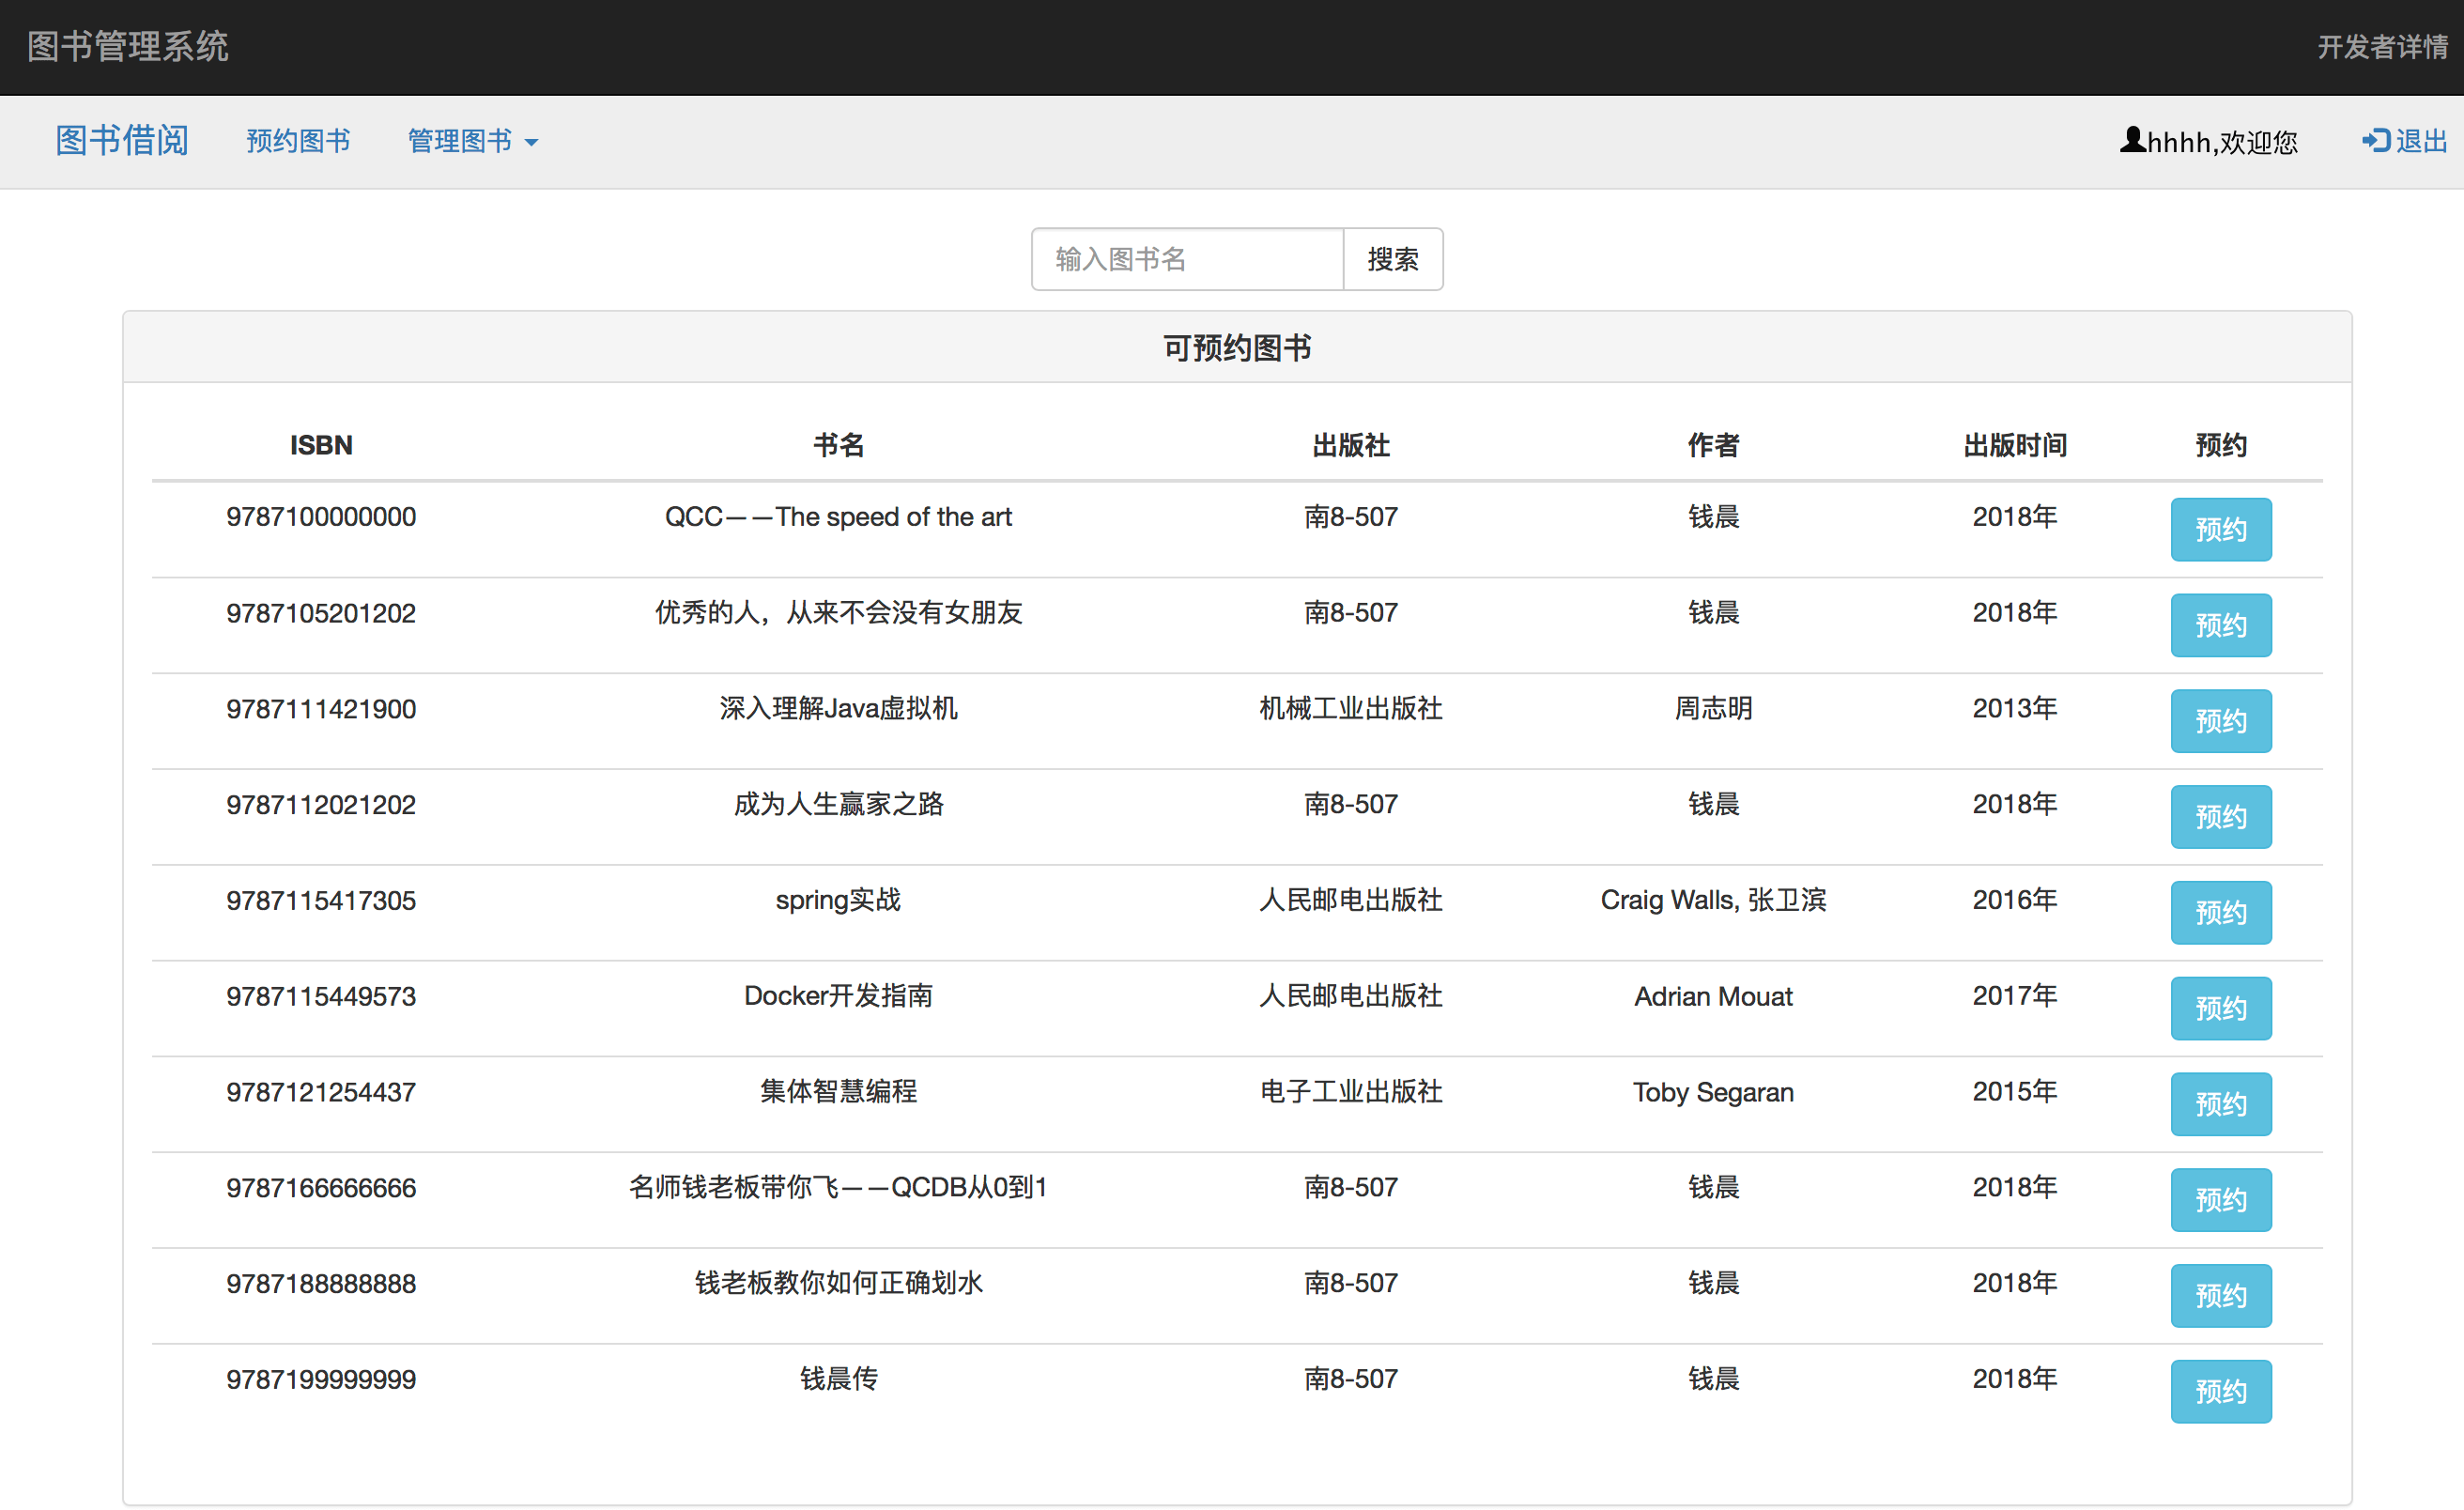 图书管理系统 开发者详情
图书借阅 预约图书 管理图书 hhhh,欢迎您 退出
输入图书名 搜索
可预约图书
ISBN 书名 出版社 作者 出版时间 预约
9787100000000 QCC——The speed of the art 南8-507 钱晨 2018年 预约
9787105201202 优秀的人，从来不会没有女朋友 南8-507 钱晨 2018年 预约
9787111421900 深入理解Java虚拟机 机械工业出版社 周志明 2013年 预约
9787112021202 成为人生赢家之路 南8-507 钱晨 2018年 预约
9787115417305 spring实战 人民邮电出版社 Craig Walls, 张卫滨 2016年 预约
9787115449573 Docker开发指南 人民邮电出版社 Adrian Mouat 2017年 预约
9787121254437 集体智慧编程 电子工业出版社 Toby Segaran 2015年 预约
9787166666666 名师钱老板带你飞——QCDB从0到1 南8-507 钱晨 2018年 预约
9787188888888 钱老板教你如何正确划水 南8-507 钱晨 2018年 预约
9787199999999 钱晨传 南8-507 钱晨 2018年 预约